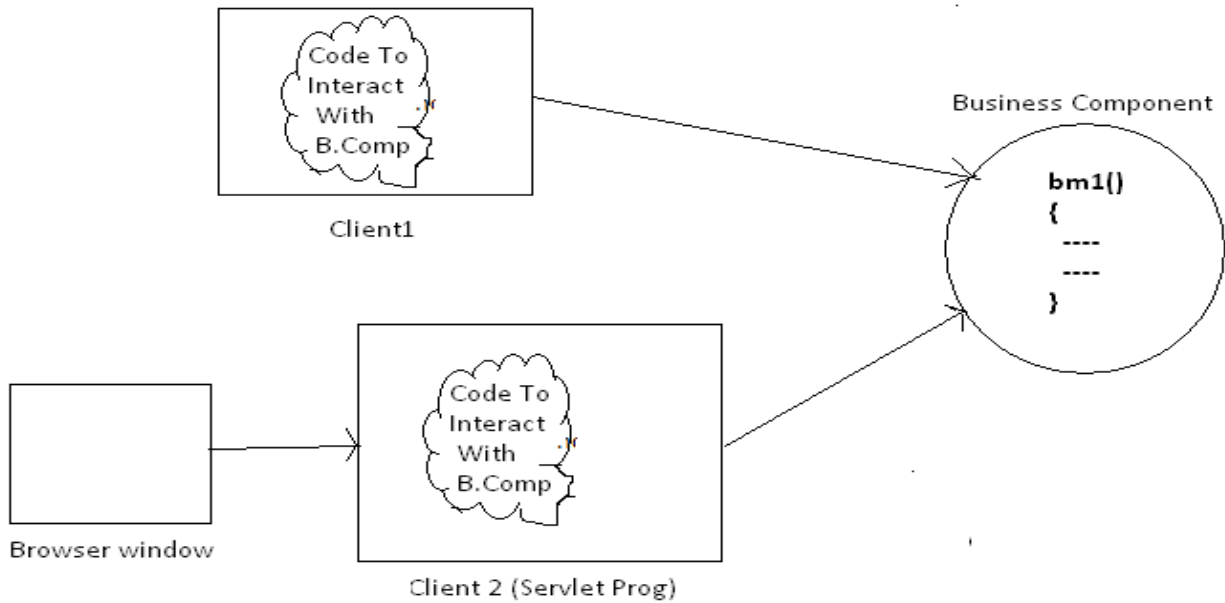 Code To
Interact
With
B.Comp
Client1
Business Component
bm1()
{
----
----
}
Code To
Interact
With
B.Comp
Browser window
Client 2 (Servlet Prog)